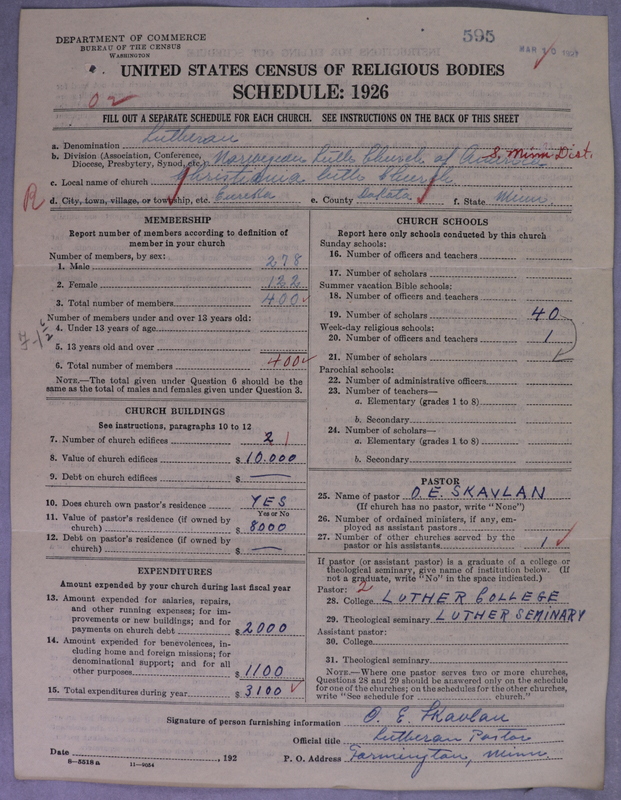 595
MAR 10 1927
DEPARTMENT OF COMMERCE
BUREAU OF THE CENSUS
WASHINGTON
UNITED STATES CENSUS OF RELIGIOUS BODIES
SCHEDULE: 1926
02
FILL OUT A SEPARATE SCHEDULE FOR EACH CHURCH. SEE INSTRUCTIONS ON THE BACK OF THIS SHEET
a. Denomination Lutheran
b. Division (Association, Conference, Diocese, Presbytery, Synod, etc.) Norwegian Luth Church of America S. Minn Dist.
c. Local name of church Christiania Luth Church
R d. City, town, village, or township, etc. Eureka e. County Dakota f. State Minn.
MEMBERSHIP
Report number of members according to definition of
member in your church
Number of members, by sex:
1. Male 278
2. Female 122
3. Total number of members 400
Number of members under and over 13 years old:
4. Under 13 years of age
5. 13 years old and over
6. Total number of members 400
NOTE.—The total given under Question 6 should be
same as the total of males and females given under Question 3.
CHURCH BUILDINGS
See instructions, paragraphs 10 to 12
7. Number of church edifices 2 1
8. Value of church edifices $ 10.000
9. Debt on church edifices $ —
10. Does church own pastor's residence YES
Yes or No
11. Value of pastor's residence (if owned by
church) $ 8000
12. Debt on pastor's residence (if owned by
church) $ —
EXPENDITURES
Amount expended by your church during last fiscal year
13. Amount expended for salaries, repairs,
and other running expenses; for im-
provements or new buildings; and for
payments on church debt $ 2000
14. Amount expended for benevolences, in-
cluding home and foreign missions; for
denominational support; and for all
other purposes $ 1100
15. Total expenditures during year $ 3100
CHURCH SCHOOLS
Report here only schools conducted by this church
Sunday schools:
16. Number of officers and teachers
17. Number of scholars
Summer vacation Bible schools:
18. Number of officers and teachers
19. Number of scholars 40
Week-day religious schools:
20. Number of officers and teachers 1
21. Number of scholars
Parochial schools:
22. Number of administrative officers
23. Number of teachers—
a. Elementary (grades 1 to 8)
b. Secondary
24. Number of scholars—
a. Elementary (grades 1 to 8)
b. Secondary
PASTOR
25. Name of pastor O. E. SKAVLAN
(If church has no pastor, write "None")
26. Number of ordained ministers, if any, em-
ployed as assistant pastors
27. Number of other churches served by the
pastor or his assistants 1
If pastor (or assistant pastor) is a graduate of a college or
theological seminary, give name of institution below. (If
not a graduate, write "No" in the space indicated.)
Pastor: 2
28. College LUTHER COLLEGE
29. Theological seminary LUTHER SEMINARY
Assistant pastor:
30. College
31. Theological seminary
NOTE.—Where one pastor serves two or more churches,
Questions 28 and 29 should be answered only on the schedule
for one of the churches; on the schedules for the other churches,
write "See schedule for church."
Signature of person furnishing information O. E. Skavlan
Official title Lutheran Pastor
Date , 192 P. O. Address Farmington, Minn.
8—5518 a 11—9054